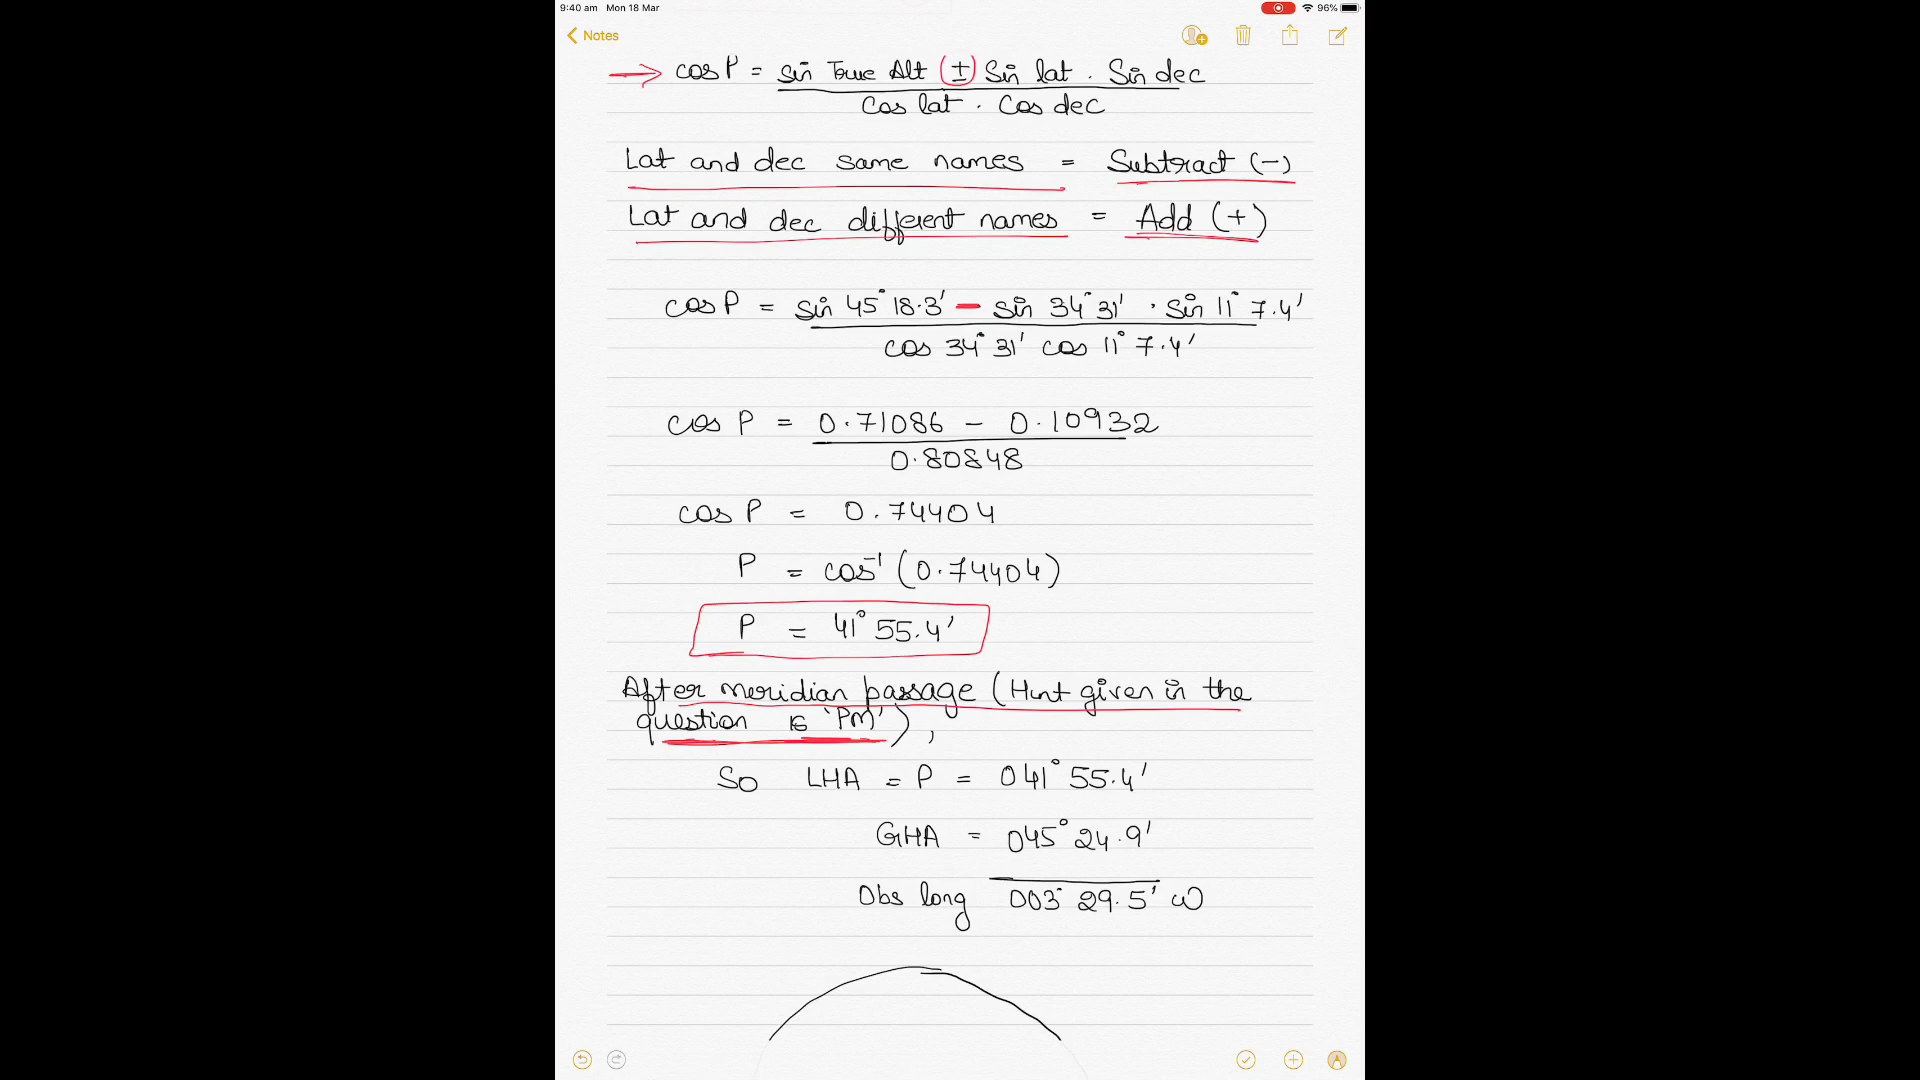 9:40 am Mon 18 Mar
96%
Notes
cos P = sin True Alt (±) Sin lat . Sin dec
Cos lat . Cos dec
Lat and dec same names = Subtract (-)
Lat and dec different names = Add (+)
cos P = sin 45° 18.3' - sin 34° 31' . sin 11° 7.4'
cos 34° 31' cos 11° 7.4'
cos P = 0.71086 - 0.10932
0.80848
cos P = 0.74404
P = cos⁻¹ (0.74404)
P = 41° 55.4'
After meridian passage (Hint given in the
question is 'PM'),
So LHA = P = 041° 55.4'
GHA = 045° 24.9'
Obs long 003° 29.5' W